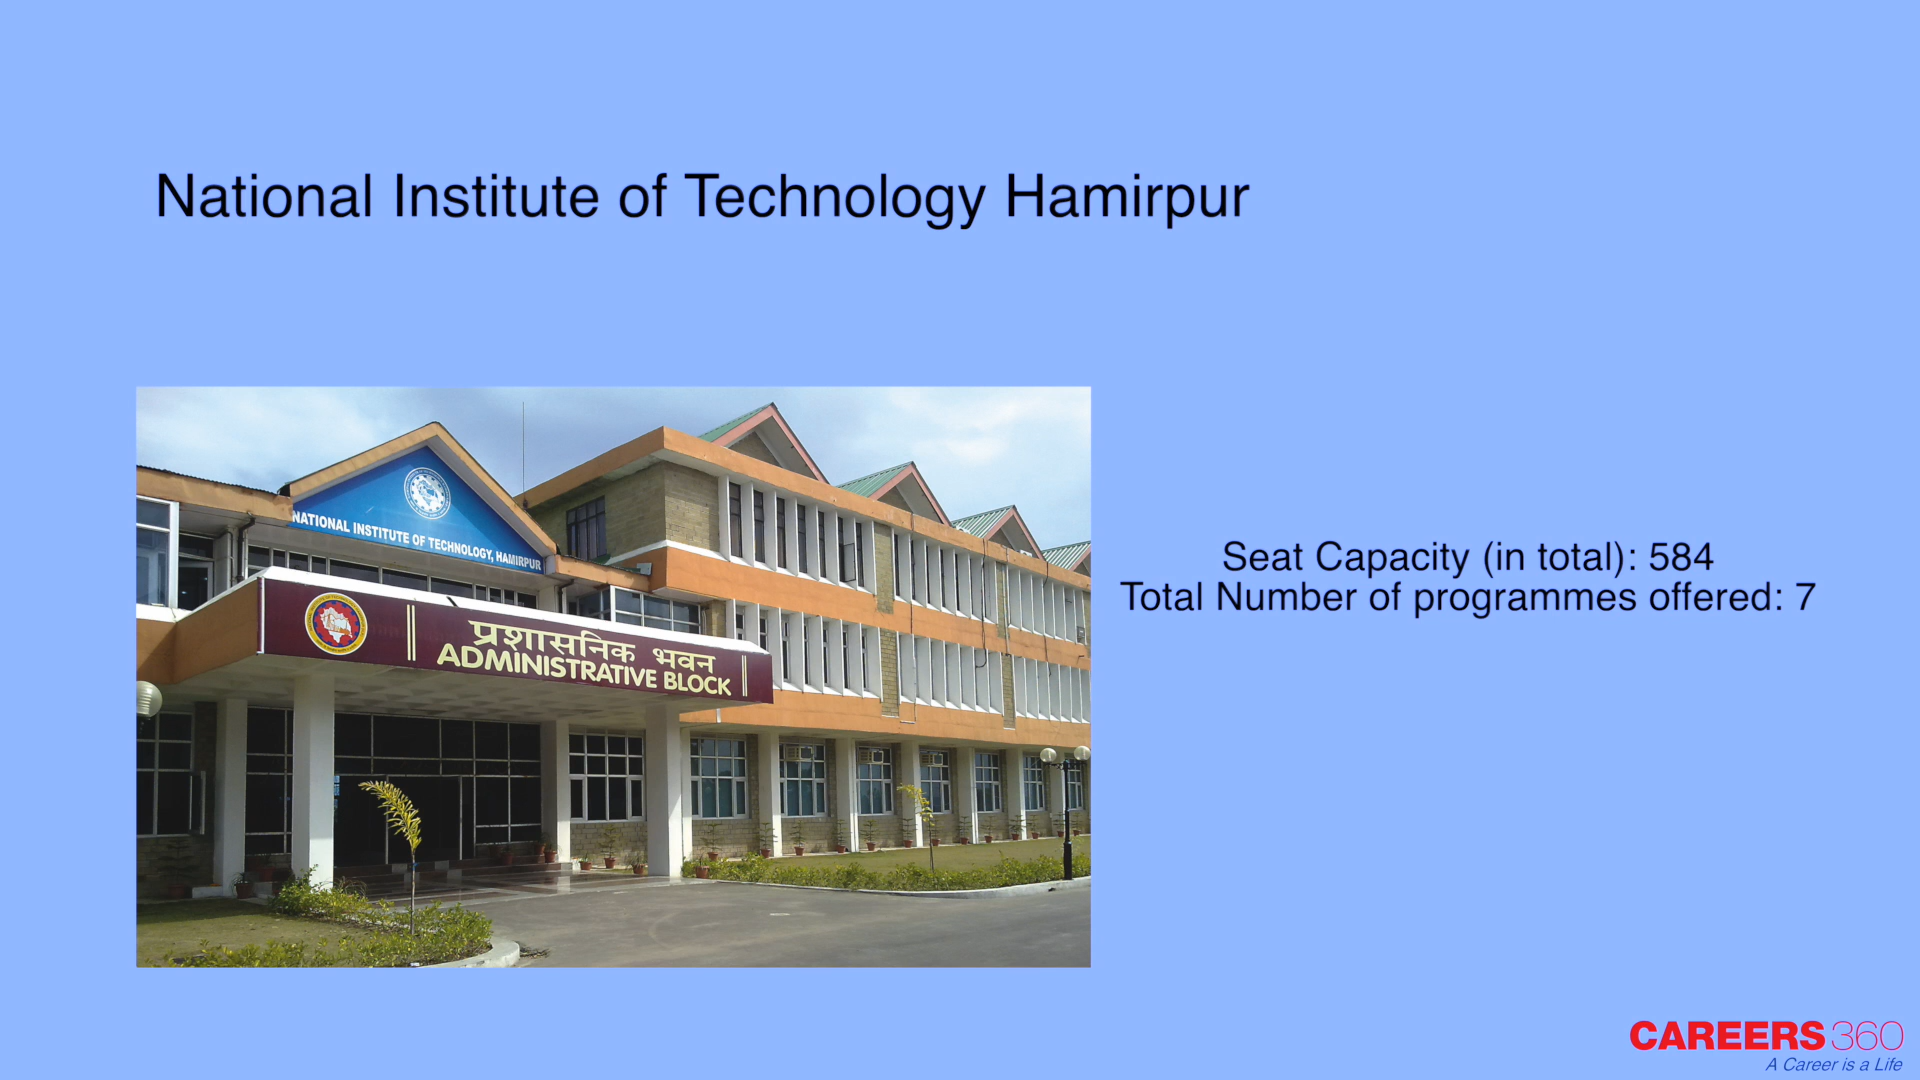 National Institute of Technology Hamirpur
NATIONAL INSTITUTE OF TECHNOLOGY, HAMIRPUR
प्रशासनिक भवन
ADMINISTRATIVE BLOCK
Seat Capacity (in total): 584
Total Number of programmes offered: 7
CAREERS360
A Career is a Life